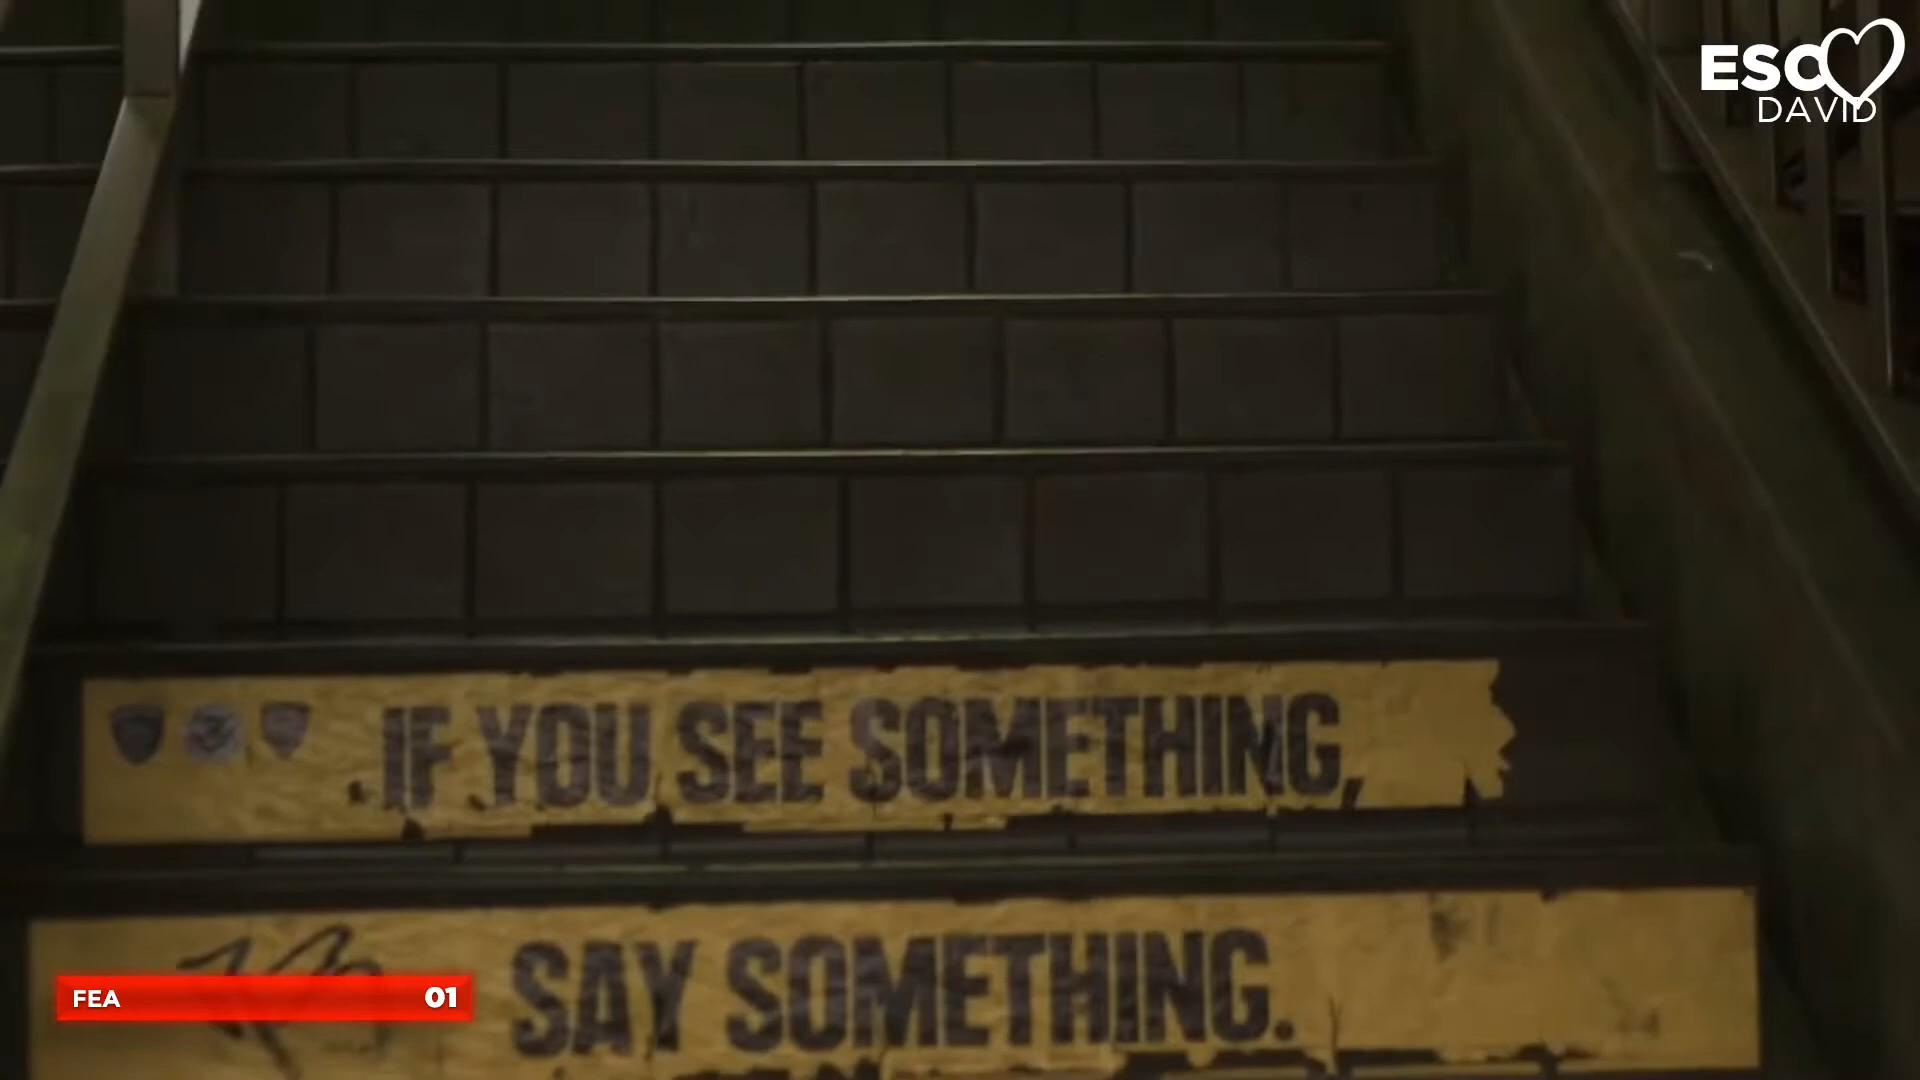 ESC
DAVID
IF YOU SEE SOMETHING,
SAY SOMETHING.
FEA 01